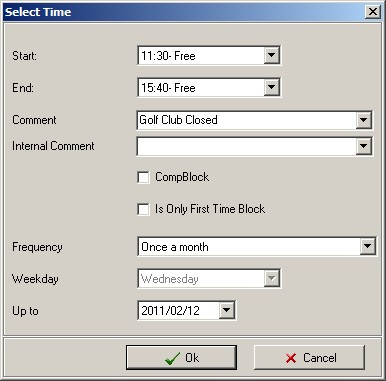 Select Time
Start: 11:30- Free
End: 15:40- Free
Comment Golf Club Closed
Internal Comment
CompBlock
Is Only First Time Block
Frequency Once a month
Weekday Wednesday
Up to 2011/02/12
Ok Cancel